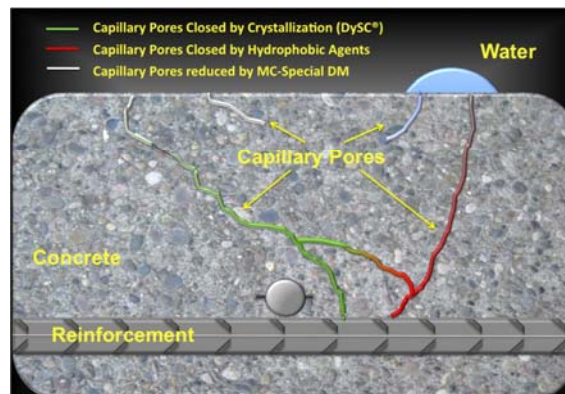 Capillary Pores Closed by Crystallization (DySC®)
Capillary Pores Closed by Hydrophobic Agents
Capillary Pores reduced by MC-Special DM
Water
Capillary Pores
Concrete
Reinforcement